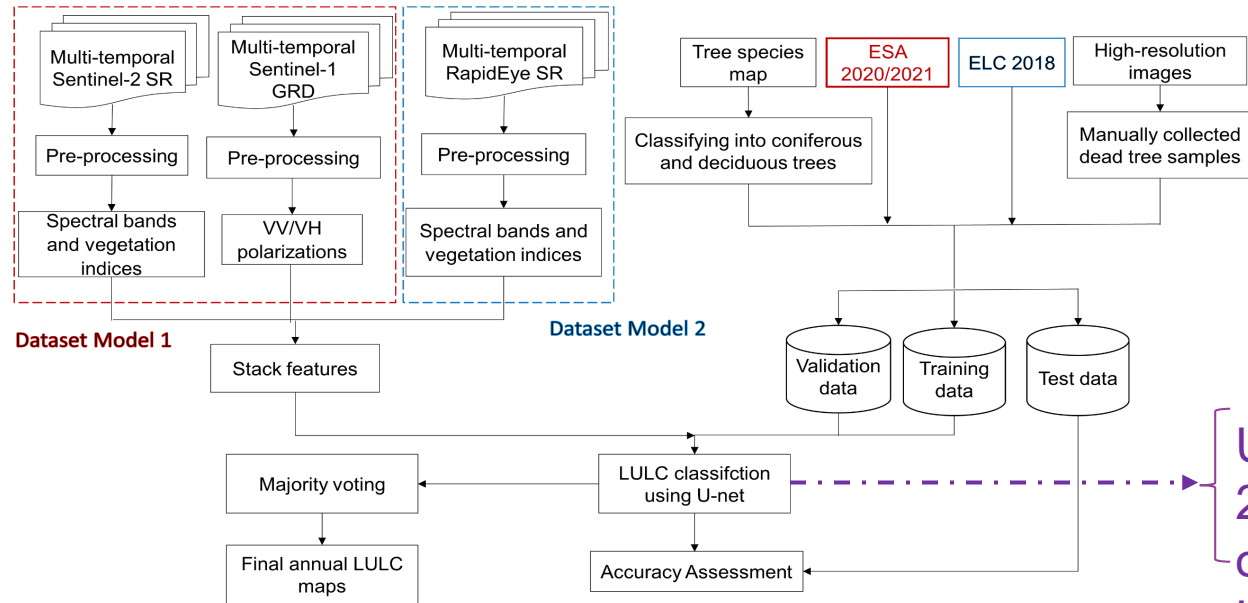 Multi-temporal
Sentinel-2 SR
Multi-temporal
Sentinel-1
GRD
Multi-temporal
RapidEye SR
Pre-processing
Pre-processing
Pre-processing
Spectral bands
and vegetation
indices
VV/VH
polarizations
Spectral bands and
vegetation indices
Dataset Model 1
Dataset Model 2
Stack features
Tree species
map
ESA
2020/2021
ELC 2018
High-resolution
images
Classifying into coniferous
and deciduous trees
Manually collected
dead tree samples
Validation
data
Training
data
Test data
Majority voting
LULC classifction
using U-net
Final annual LULC
maps
Accuracy Assessment
U
2